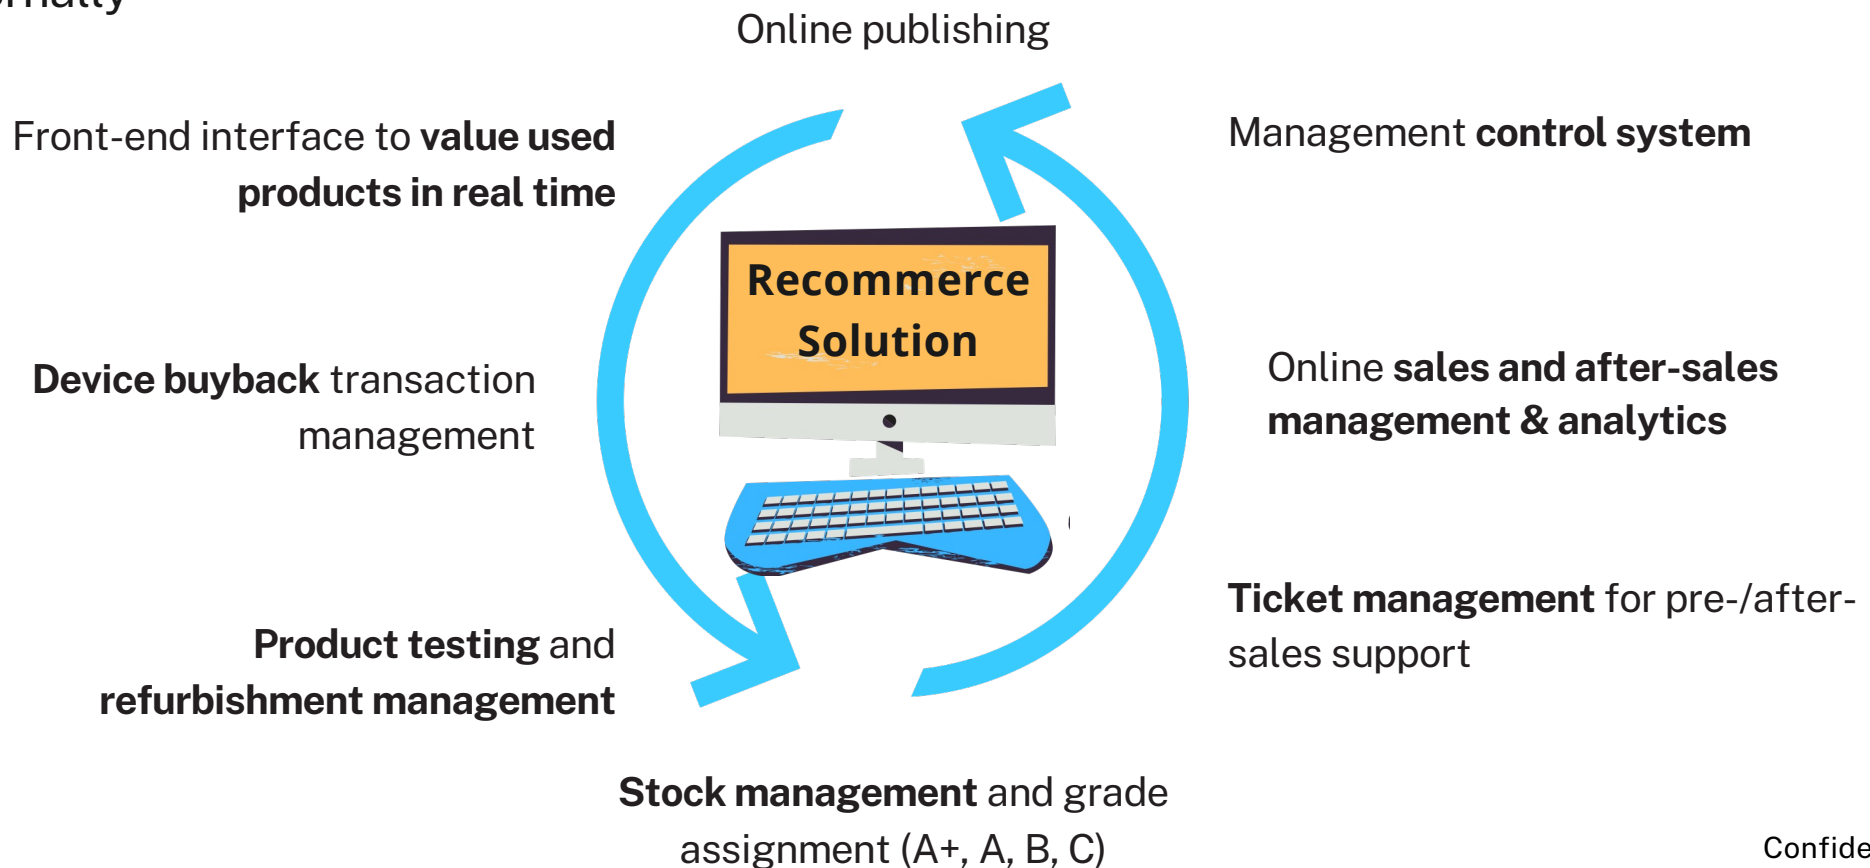 Online publishing
Front-end interface to value used
products in real time
Management control system
Recommerce
Solution
Device buyback transaction
management
Online sales and after-sales
management & analytics
Product testing and
refurbishment management
Ticket management for pre-/after-
sales support
Stock management and grade
assignment (A+, A, B, C)